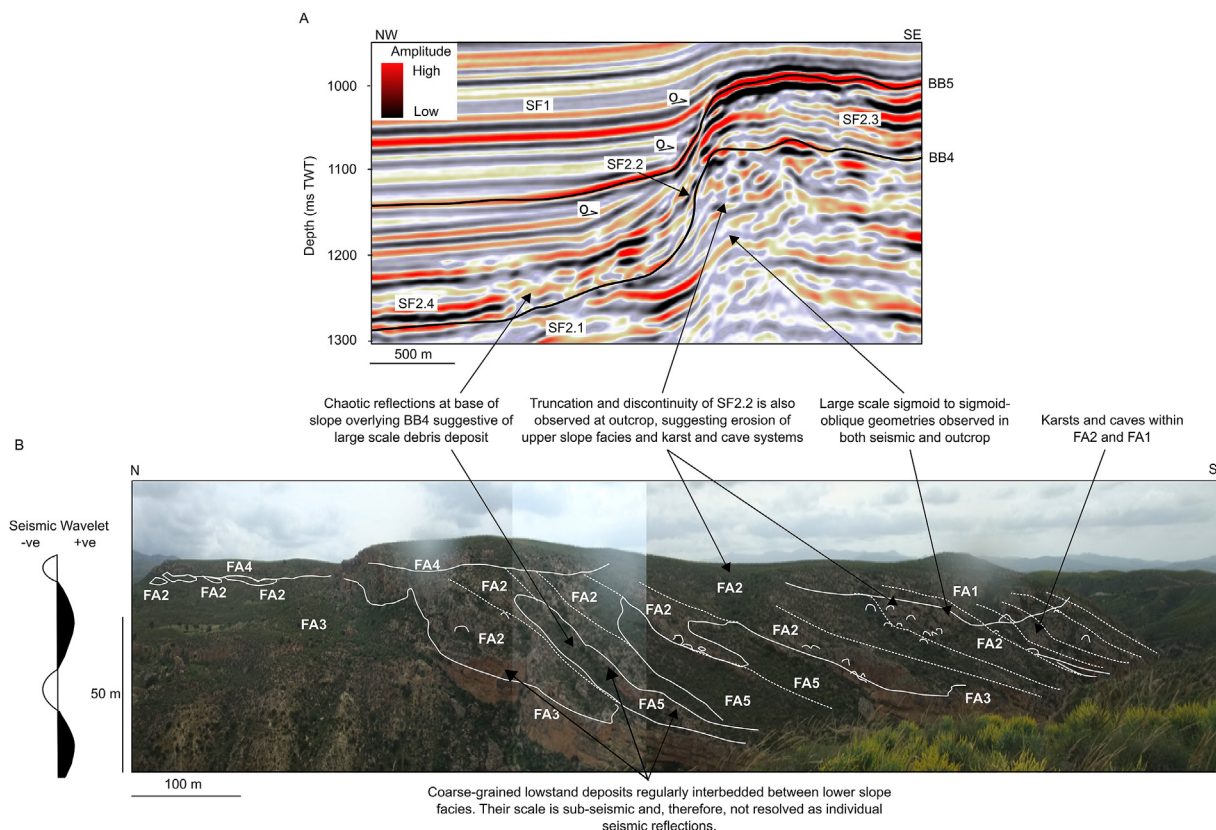 A
NW
SE
Amplitude
High
Low
1000
1100
1200
1300
Depth (ms TWT)
SF1
O
O
O
SF2.2
SF2.3
SF2.4
SF2.1
BB5
BB4
500 m
Chaotic reflections at base of
slope overlying BB4 suggestive of
large scale debris deposit
Truncation and discontinuity of SF2.2 is also
observed at outcrop, suggesting erosion of
upper slope facies and karst and cave systems
Large scale sigmoid to sigmoid-
oblique geometries observed in
both seismic and outcrop
Karsts and caves within
FA2 and FA1
B
N
S
Seismic Wavelet
-ve +ve
50 m
FA4
FA2 FA2 FA2
FA3
FA4
FA2
FA2
FA2
FA3
FA5
FA2
FA2
FA5
FA2
FA5
FA1
FA2
FA3
100 m
Coarse-grained lowstand deposits regularly interbedded between lower slope
facies. Their scale is sub-seismic and, therefore, not resolved as individual
seismic reflections.